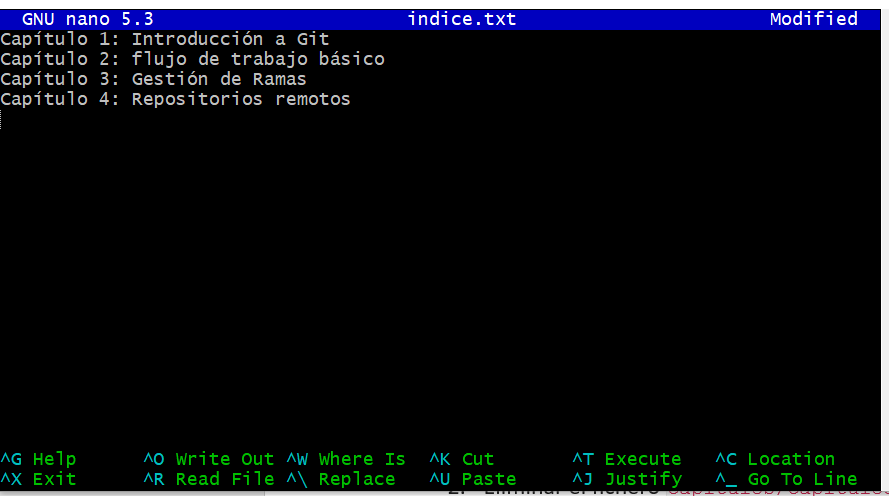 GNU nano 5.3 indice.txt Modified
Capítulo 1: Introducción a Git
Capítulo 2: flujo de trabajo básico
Capítulo 3: Gestión de Ramas
Capítulo 4: Repositorios remotos
^G Help ^O Write Out ^W Where Is ^K Cut ^T Execute ^C Location
^X Exit ^R Read File ^\ Replace ^U Paste ^J Justify ^_ Go To Line